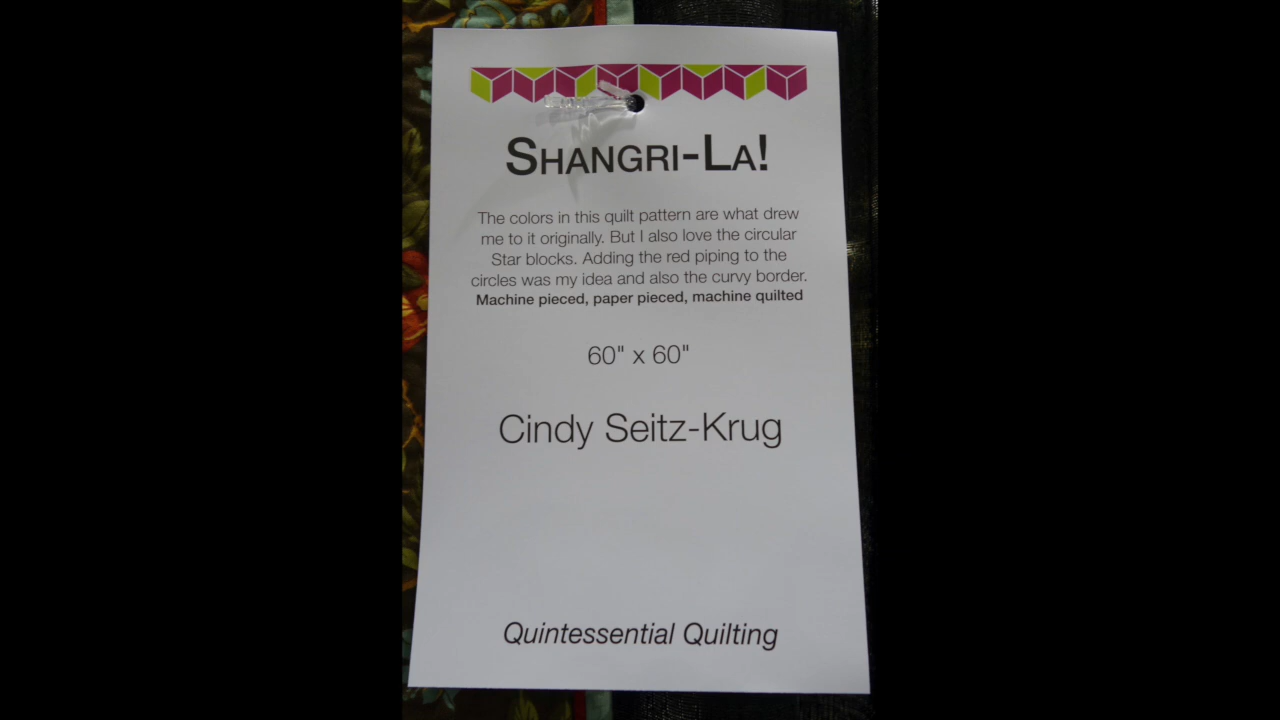 SHANGRI-LA!
The colors in this quilt pattern are what drew
me to it originally. But I also love the circular
Star blocks. Adding the red piping to the
circles was my idea and also the curvy border.
Machine pieced, paper pieced, machine quilted
60" x 60"
Cindy Seitz-Krug
Quintessential Quilting